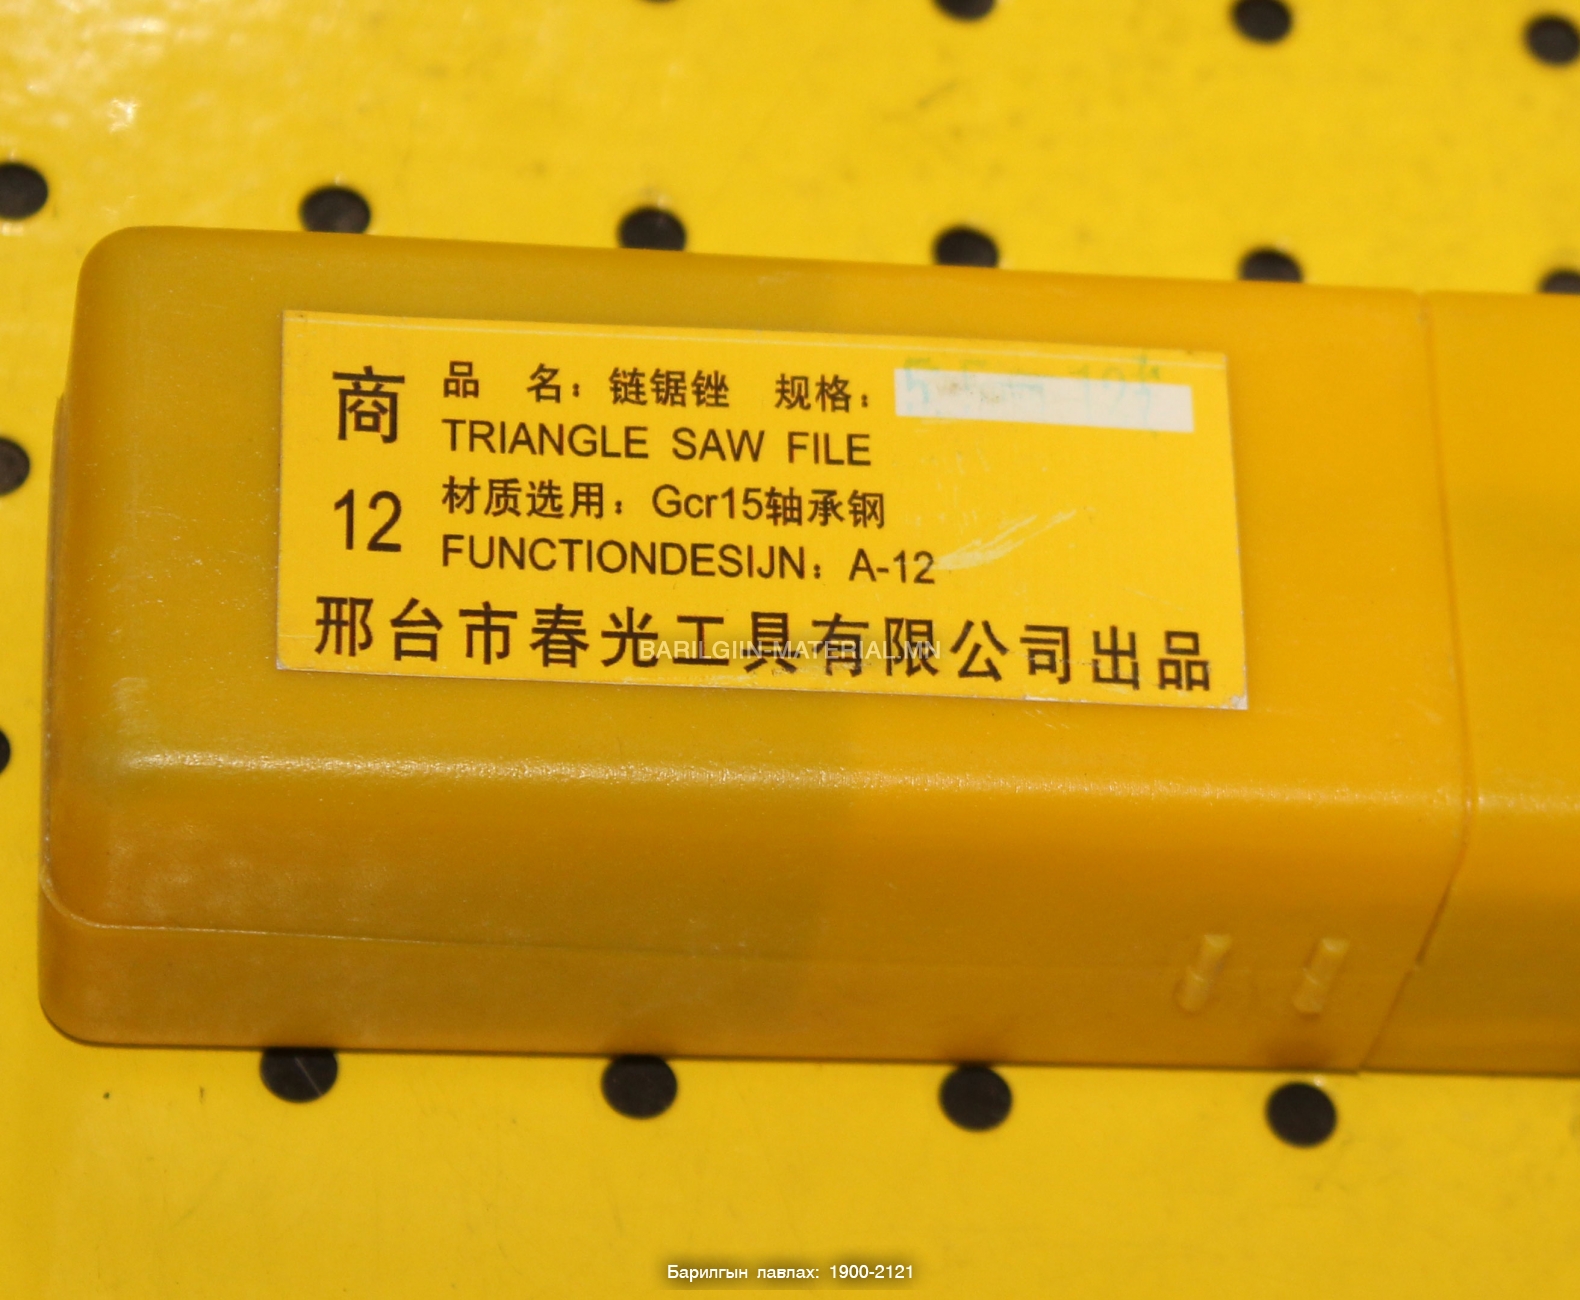 商 品 名：链锯锉 规格：
TRIANGLE SAW FILE
12 材质选用：Gcr15轴承钢
FUNCTIONDESIJN：A-12
邢台市春光工具有限公司出品
BARILGIIN-MATERIAL.MN
Барилгын лавлах: 1900-2121